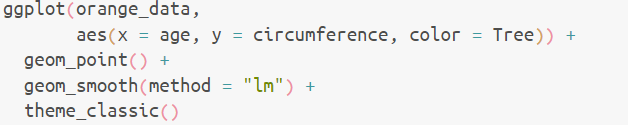 ggplot(orange_data,
       aes(x = age, y = circumference, color = Tree)) +
  geom_point() +
  geom_smooth(method = "lm") +
  theme_classic()